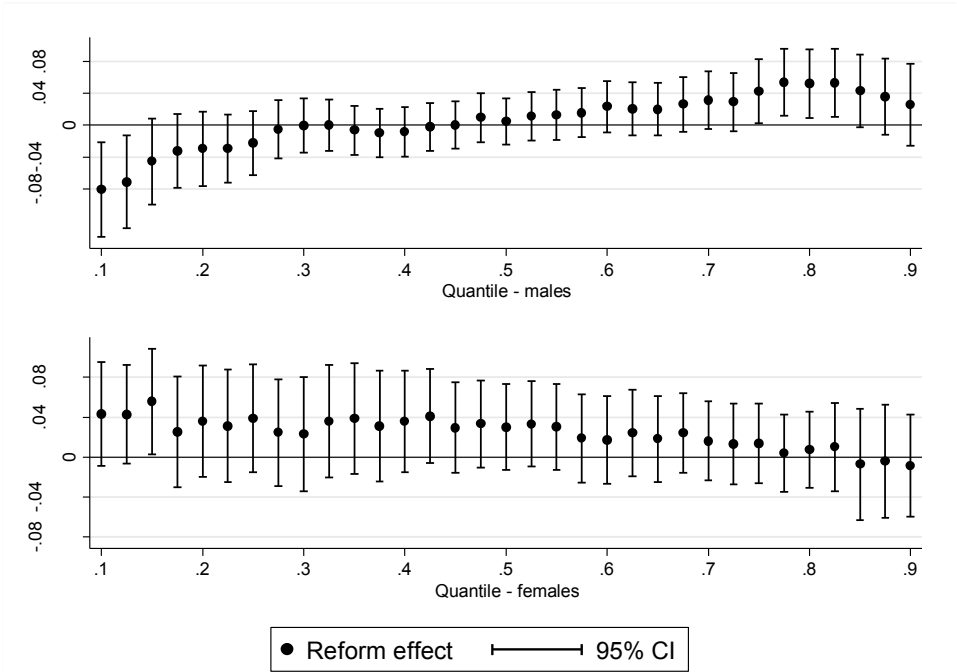 .08
.04
0
-.04
-.08
.1 .2 .3 .4 .5 .6 .7 .8 .9
Quantile - males
.08
.04
0
-.04
-.08
.1 .2 .3 .4 .5 .6 .7 .8 .9
Quantile - females
Reform effect 95% CI